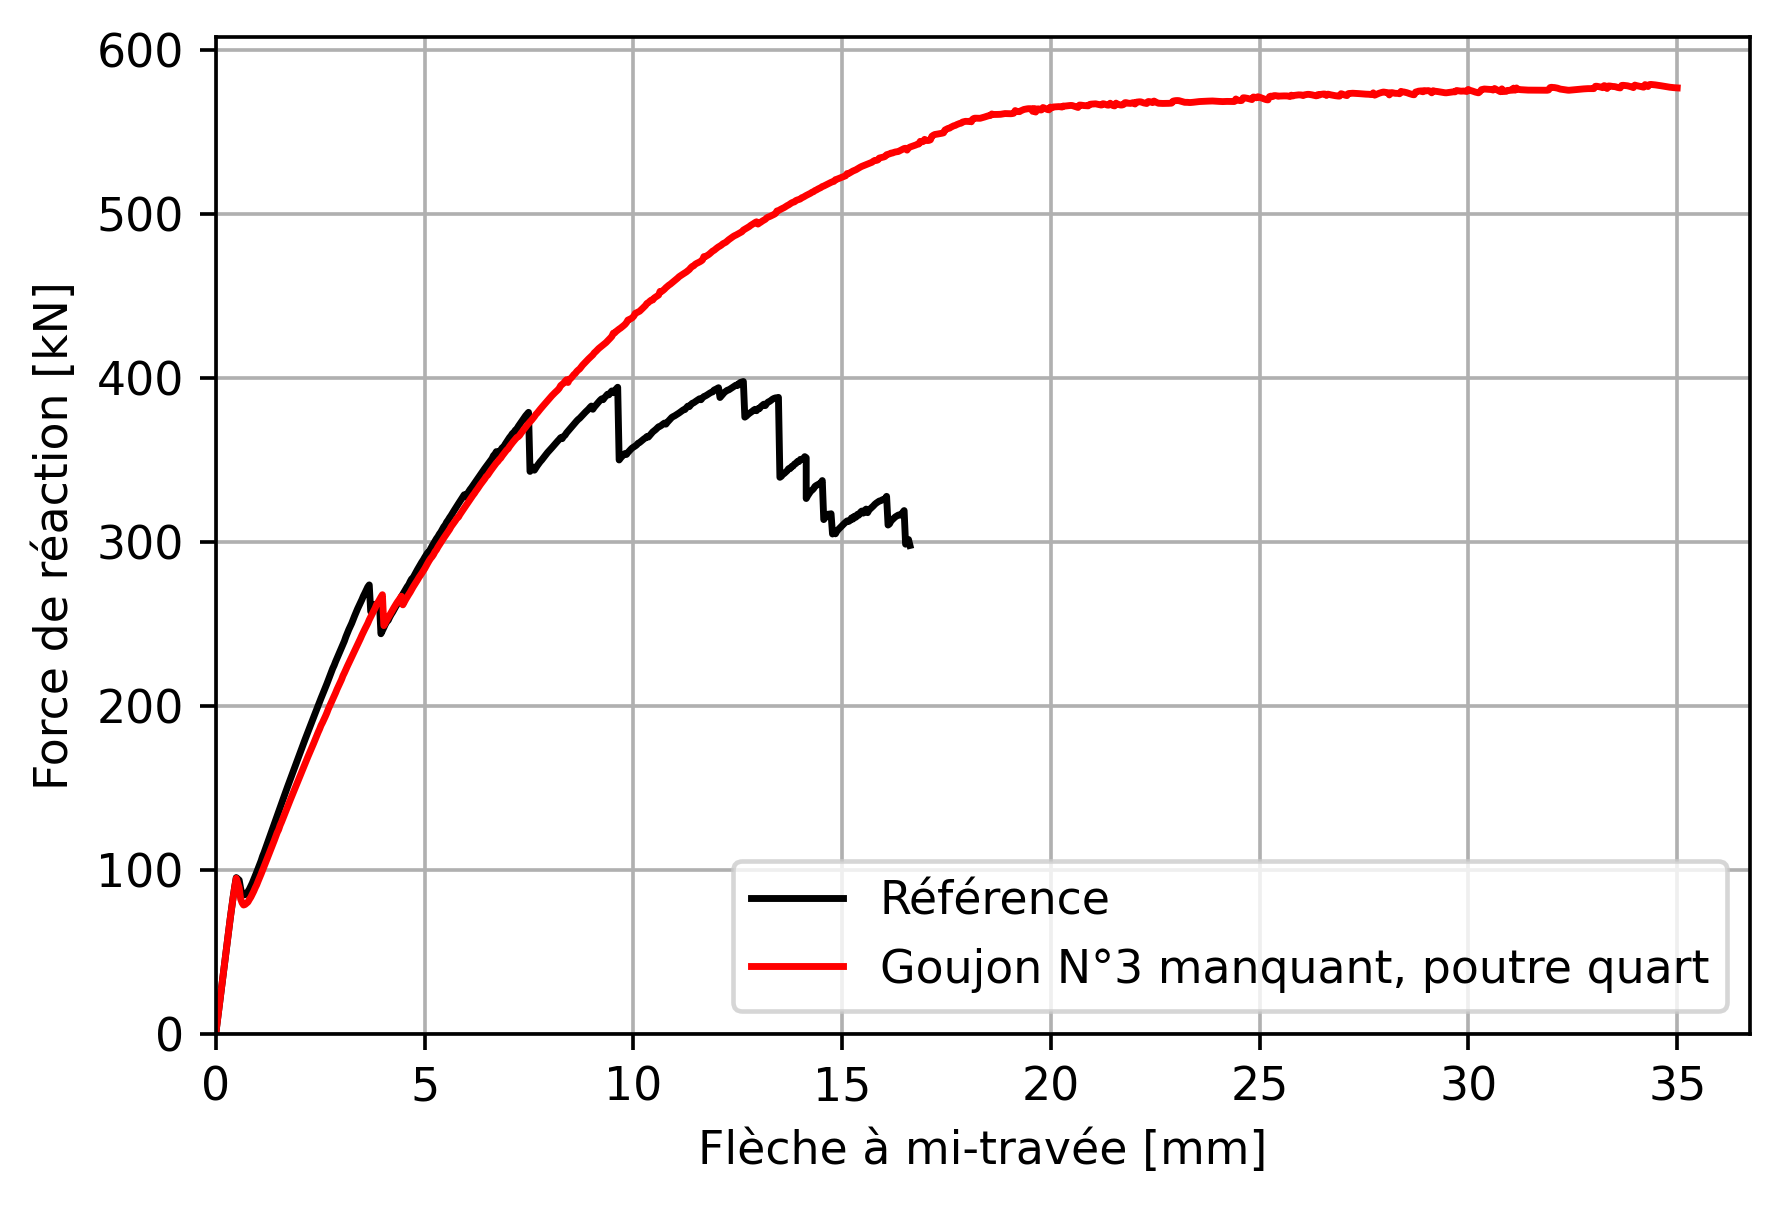 600
500
400
300
200
100
0
Force de réaction [kN]
Référence
Goujon N°3 manquant, poutre quart
0 5 10 15 20 25 30 35
Flèche à mi-travée [mm]